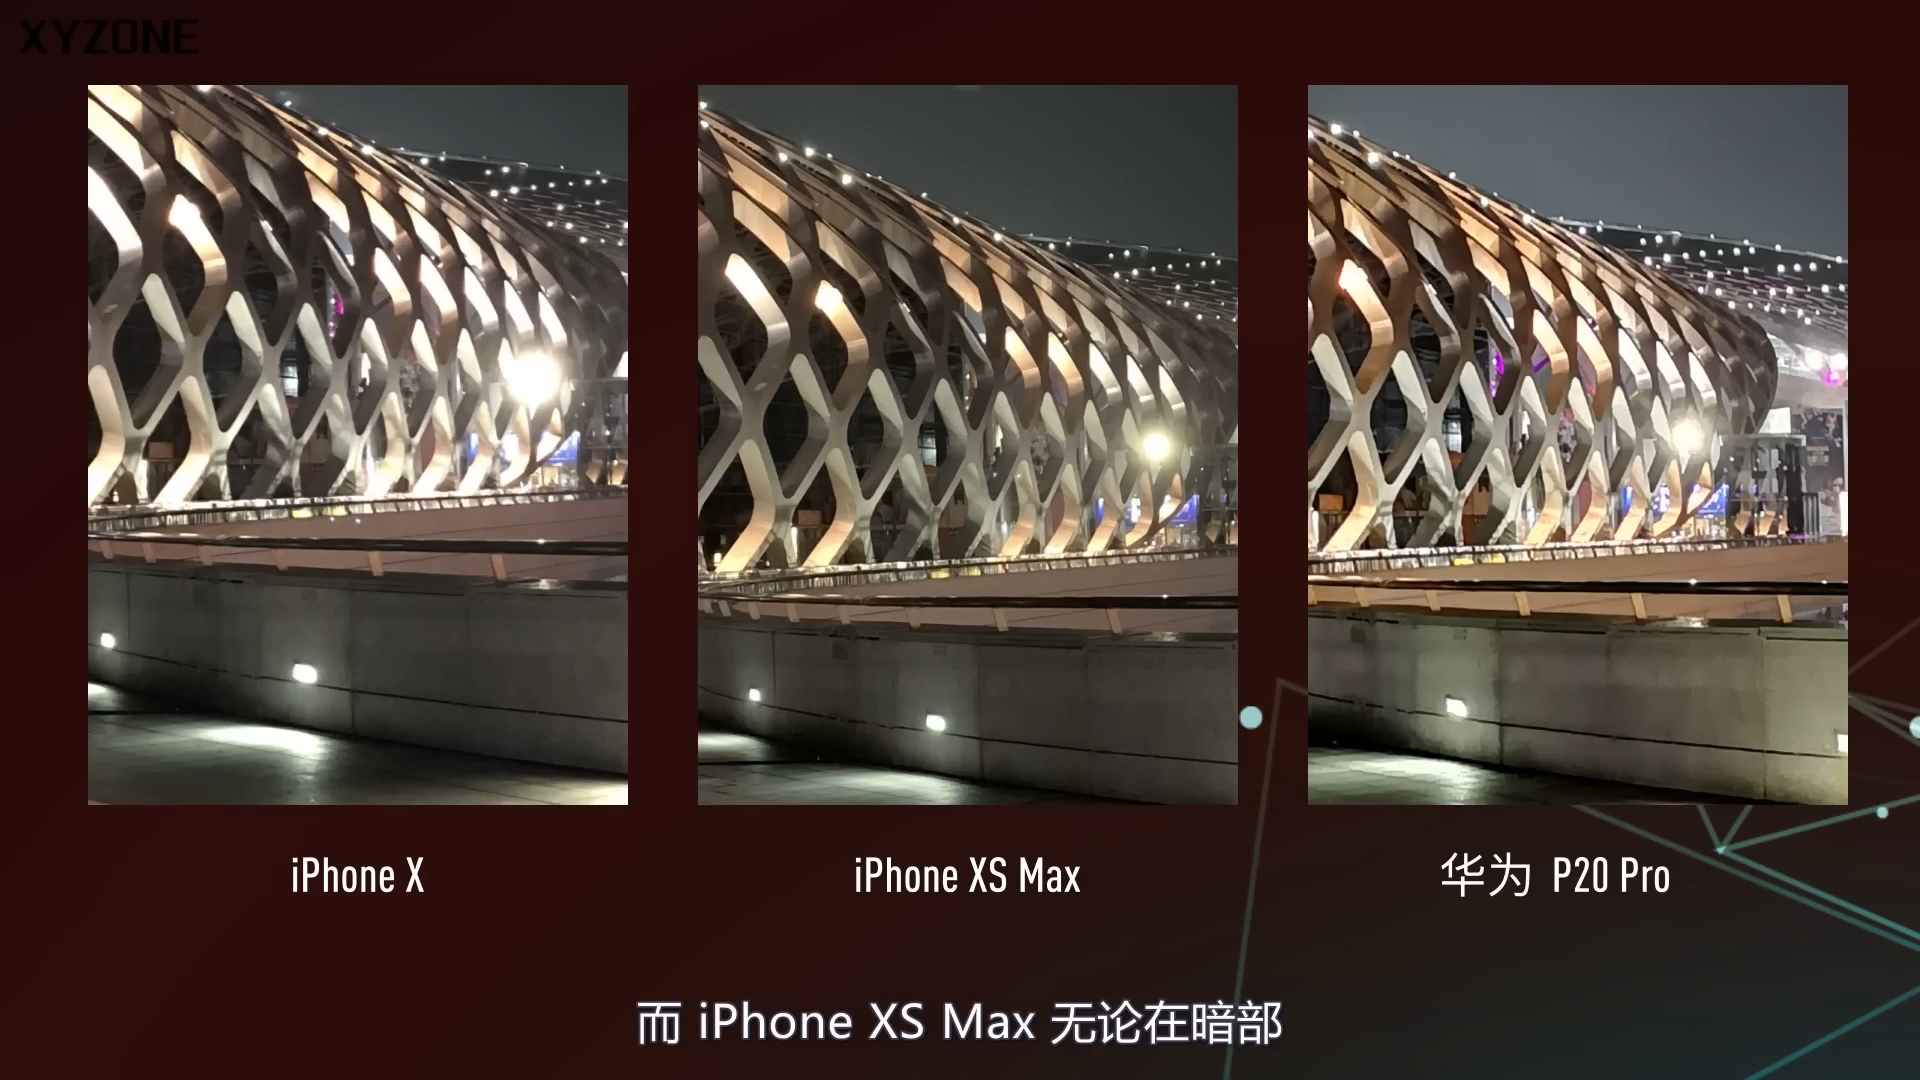 XYZONE
iPhone X
iPhone XS Max
华为 P20 Pro
而 iPhone XS Max 无论在暗部